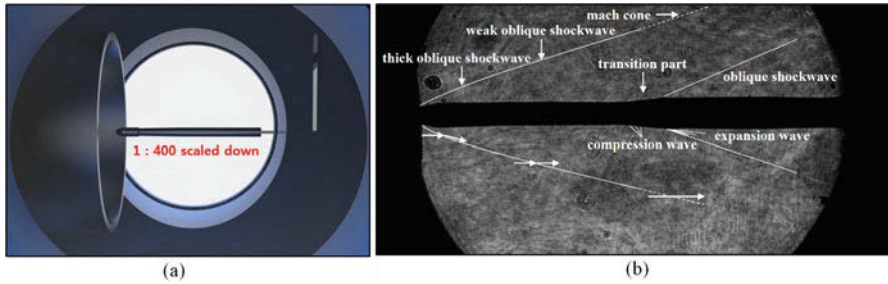 1 : 400 scaled down
(a)
mach cone
weak oblique shockwave
thick oblique shockwave
transition part
oblique shockwave
expansion wave
compression wave
(b)